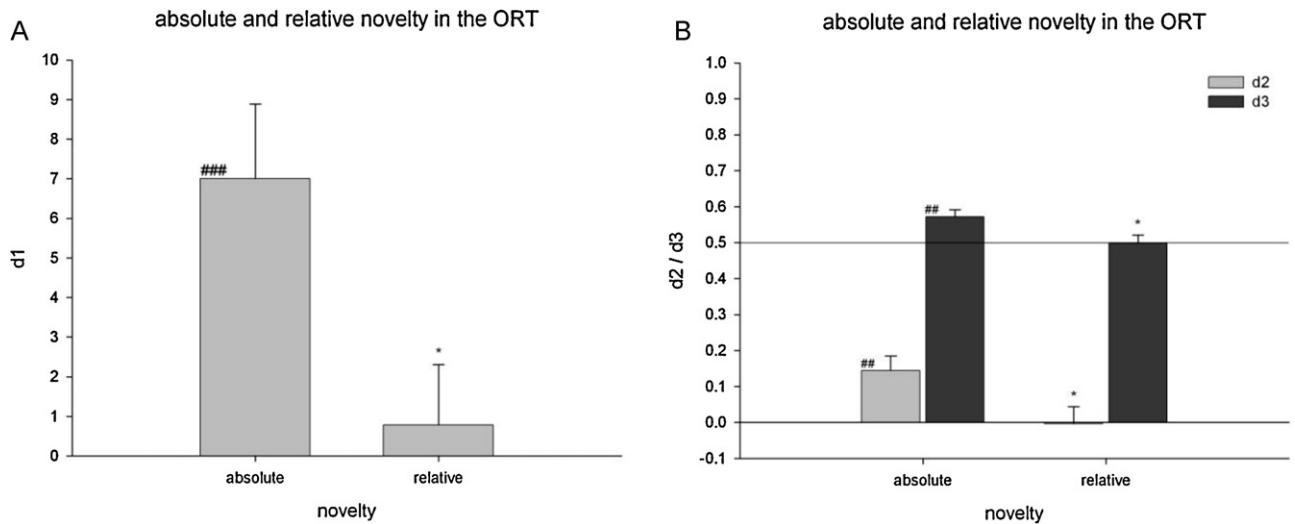 A
absolute and relative novelty in the ORT
10
9
8
7
6
5
4
3
2
1
0
d1
###
*
absolute
relative
novelty
B
absolute and relative novelty in the ORT
1.0
0.9
0.8
0.7
0.6
0.5
0.4
0.3
0.2
0.1
0.0
-0.1
d2 / d3
d2
d3
##
##
*
*
absolute
relative
novelty